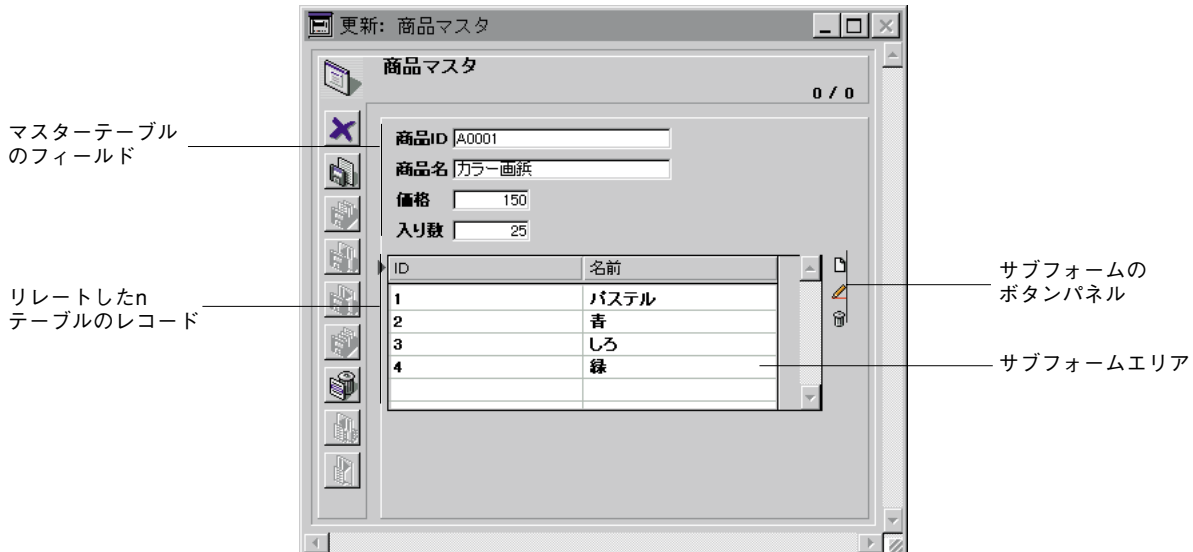 更新: 商品マスタ
商品マスタ
0 / 0
マスターテーブル
のフィールド
商品ID A0001
商品名 カラー画鋲
価格 150
入り数 25
ID 名前
1 パステル
2 青
3 しろ
4 緑
リレートしたn
テーブルのレコード
サブフォームの
ボタンパネル
サブフォームエリア